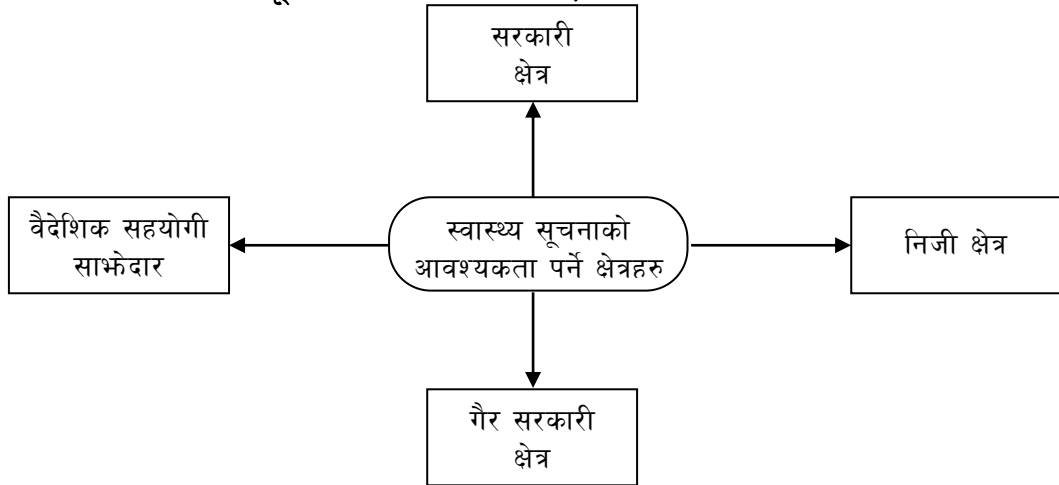 सरकारी
क्षेत्र
वैदेशिक सहयोगी
साझेदार
स्वास्थ्य सूचनाको
आवश्यकता पर्ने क्षेत्रहरु
निजी क्षेत्र
गैर सरकारी
क्षेत्र